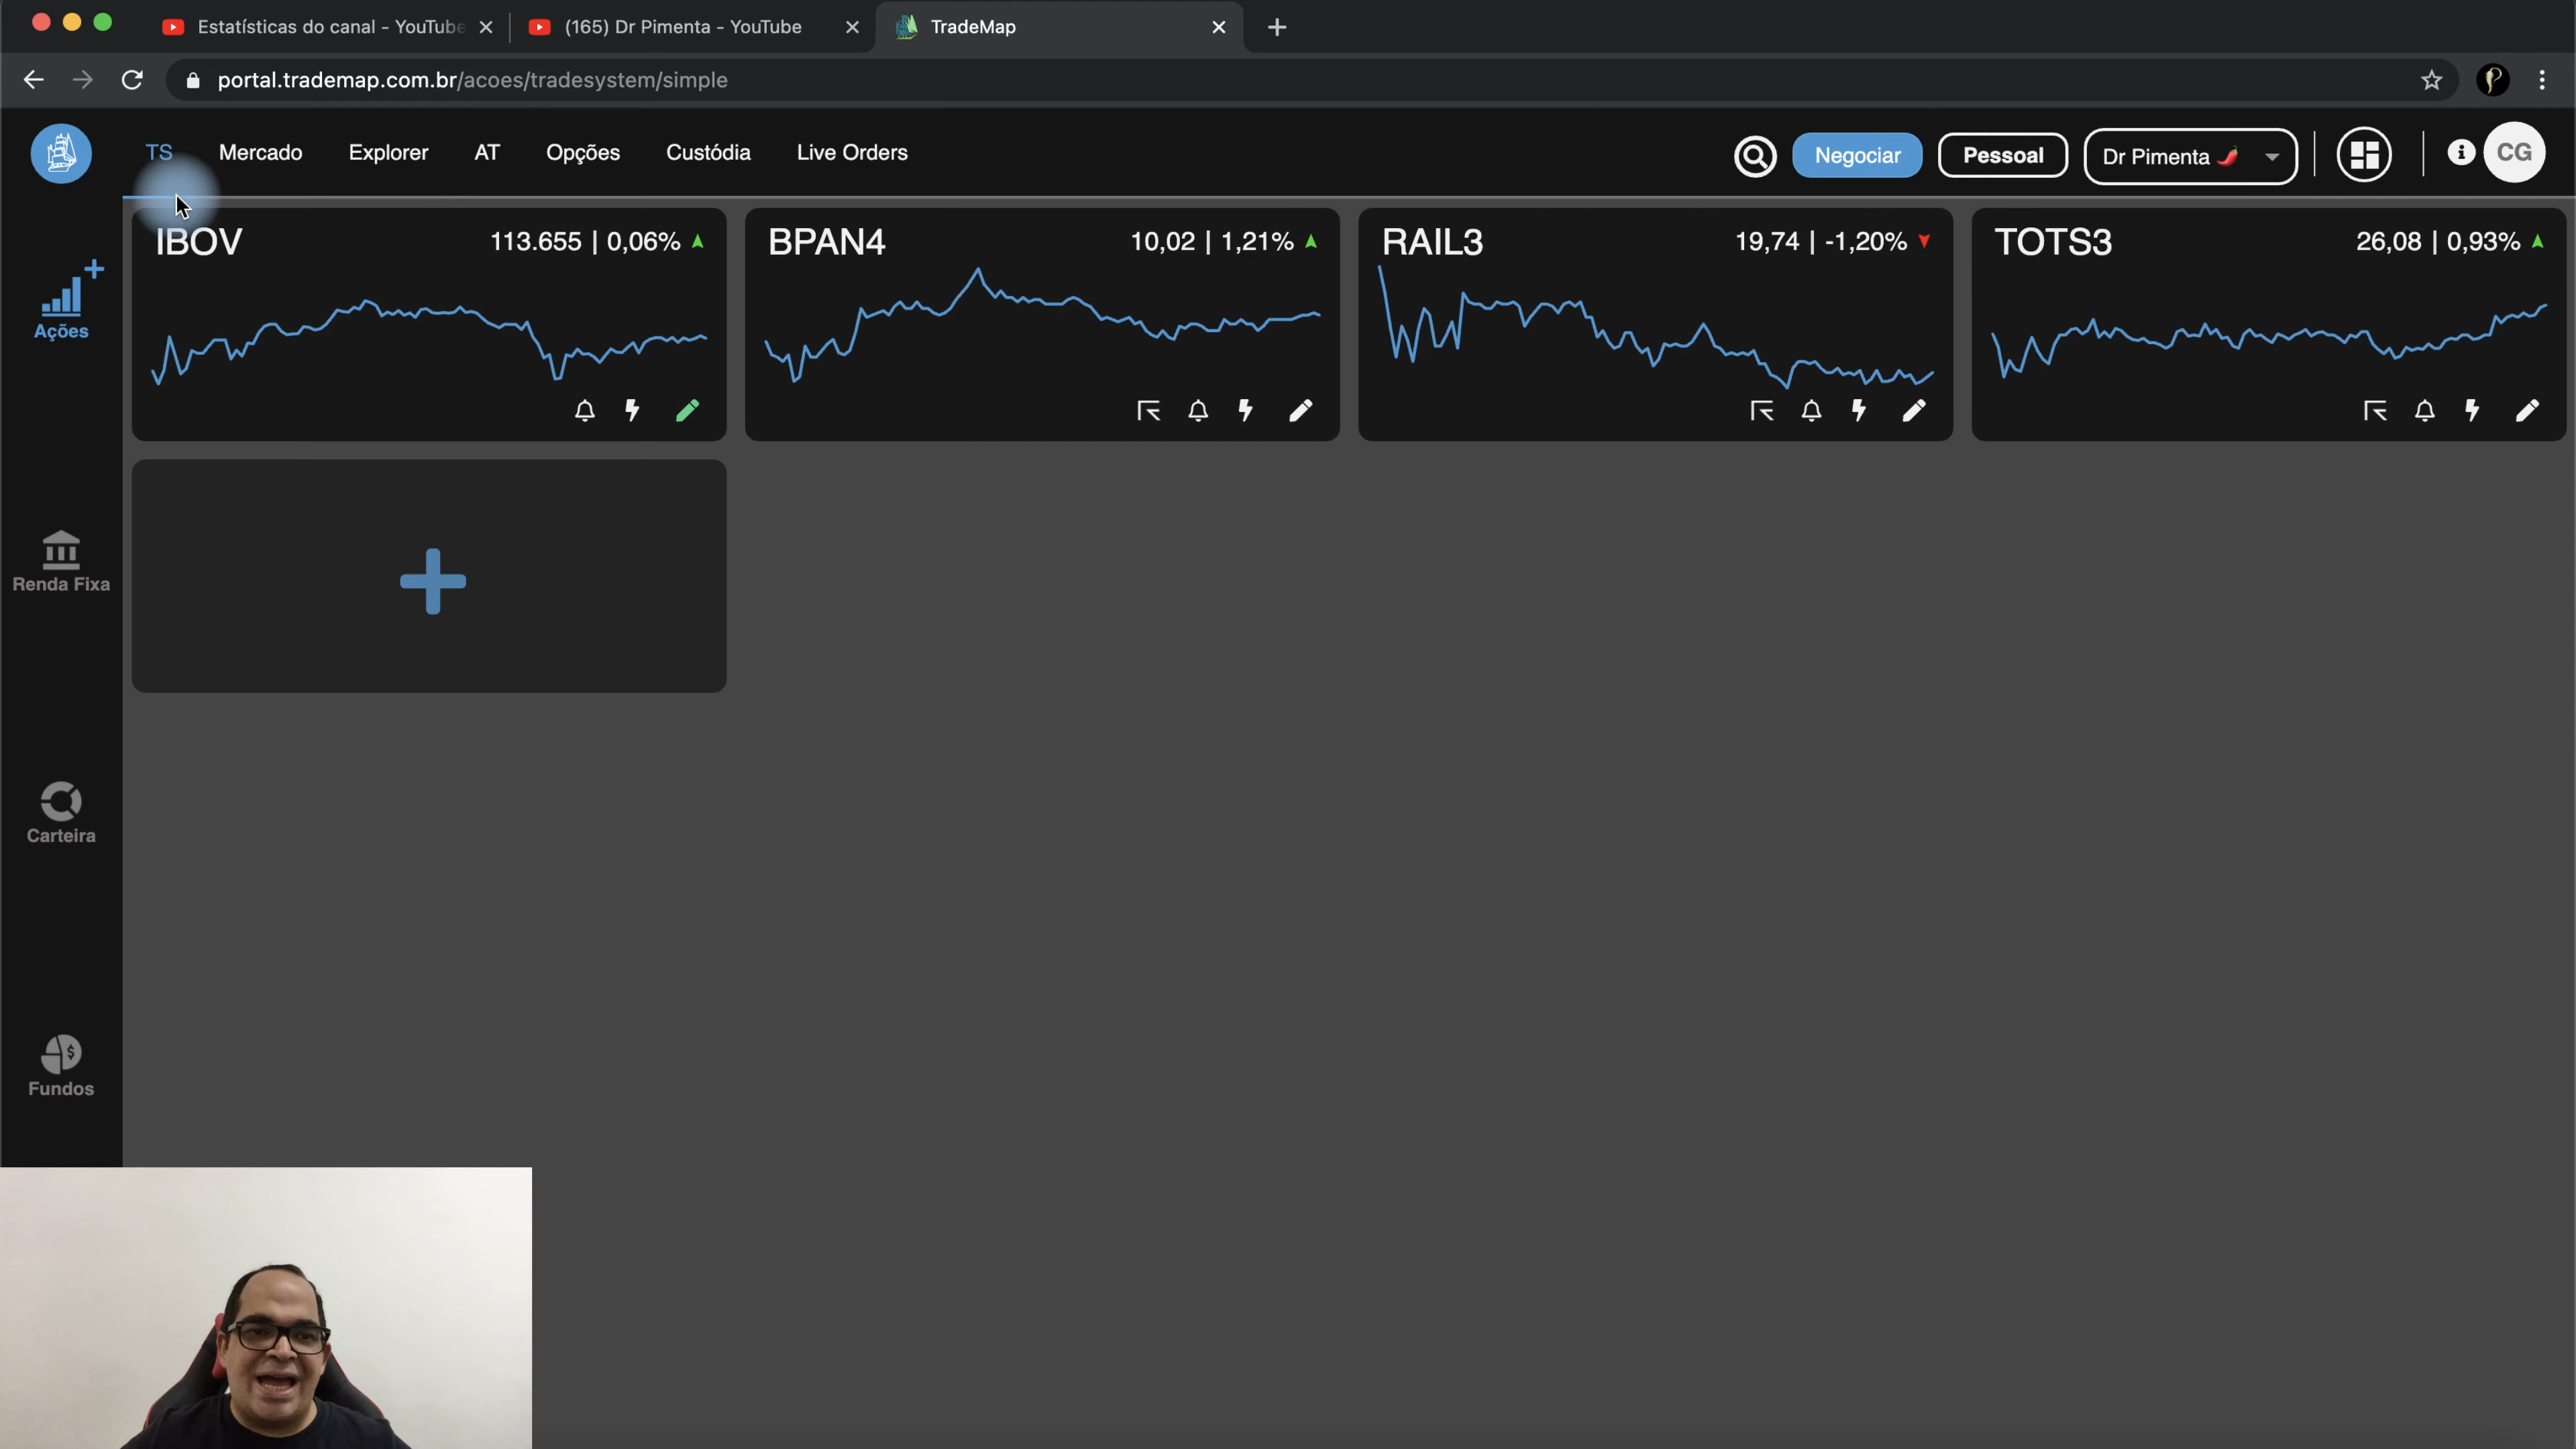 Estatísticas do canal - YouTube
(165) Dr Pimenta - YouTube
TradeMap
portal.trademap.com.br/acoes/tradesystem/simple
TS
Mercado
Explorer
AT
Opções
Custódia
Live Orders
Negociar
Pessoal
Dr Pimenta 🌶️
CG
IBOV
113.655 | 0,06%
BPAN4
10,02 | 1,21%
RAIL3
19,74 | -1,20%
TOTS3
26,08 | 0,93%
Ações
Renda Fixa
Carteira
Fundos